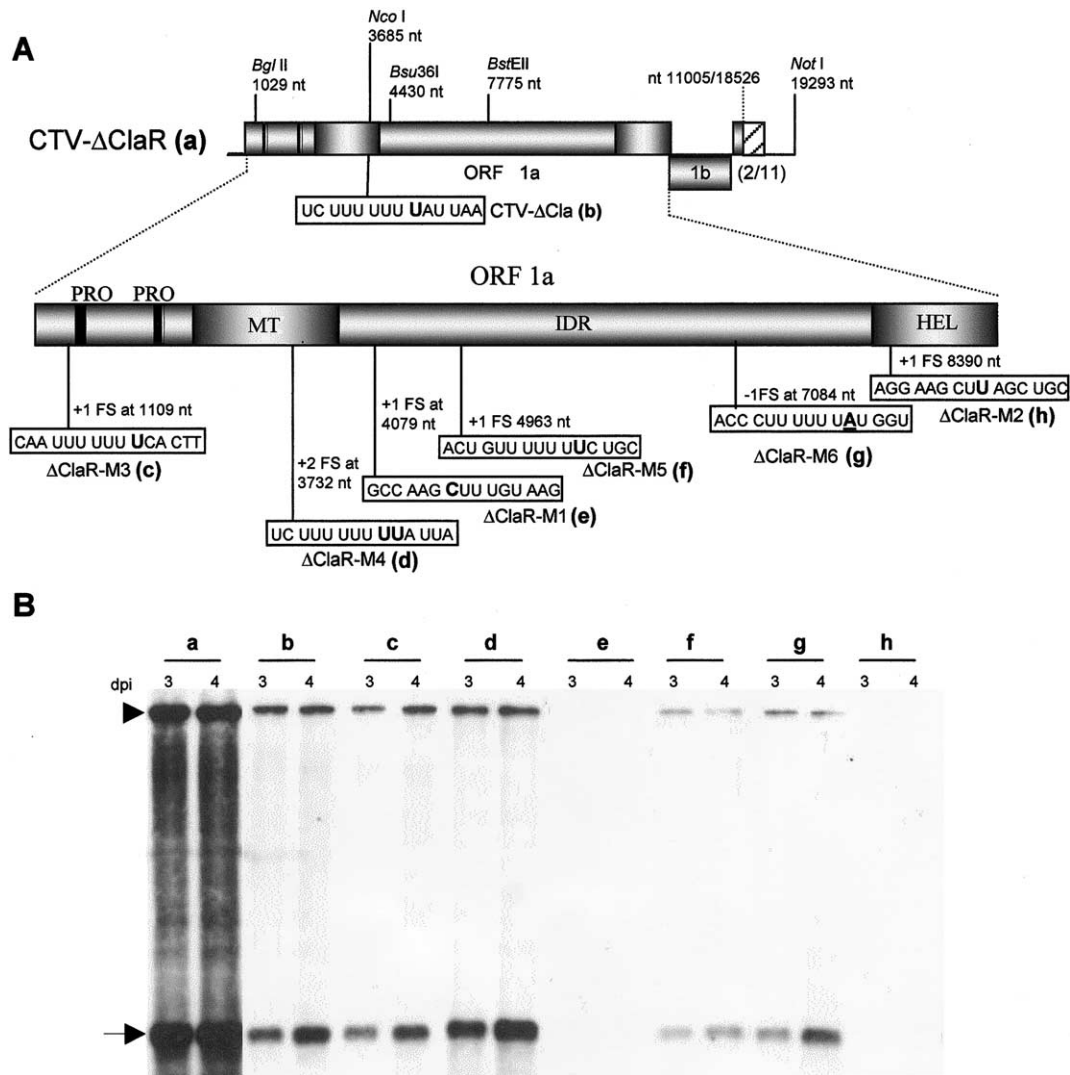 A
Nco I
3685 nt
Bgl II
1029 nt
Bsu36I
4430 nt
BstEII
7775 nt
nt 11005/18526
Not I
19293 nt
CTV-ΔClaR (a)
ORF 1a
1b
(2/11)
UC UUU UUU UAU UAA CTV-ΔCla (b)
ORF 1a
PRO PRO
MT
IDR
HEL
+1 FS at 1109 nt
CAA UUU UUU UCA CTT
ΔClaR-M3 (c)
+2 FS at
3732 nt
UC UUU UUU UUA UUA
ΔClaR-M4 (d)
+1 FS at
4079 nt
GCC AAG CUU UGU AAG
ΔClaR-M1 (e)
+1 FS 4963 nt
ACU GUU UUU UUC UGC
ΔClaR-M5 (f)
-1FS at 7084 nt
ACC CUU UUU UAU GGU
ΔClaR-M6 (g)
+1 FS 8390 nt
AGG AAG CUU AGC UGC
ΔClaR-M2 (h)
B
a b c d e f g h
dpi 3 4 3 4 3 4 3 4 3 4 3 4 3 4 3 4